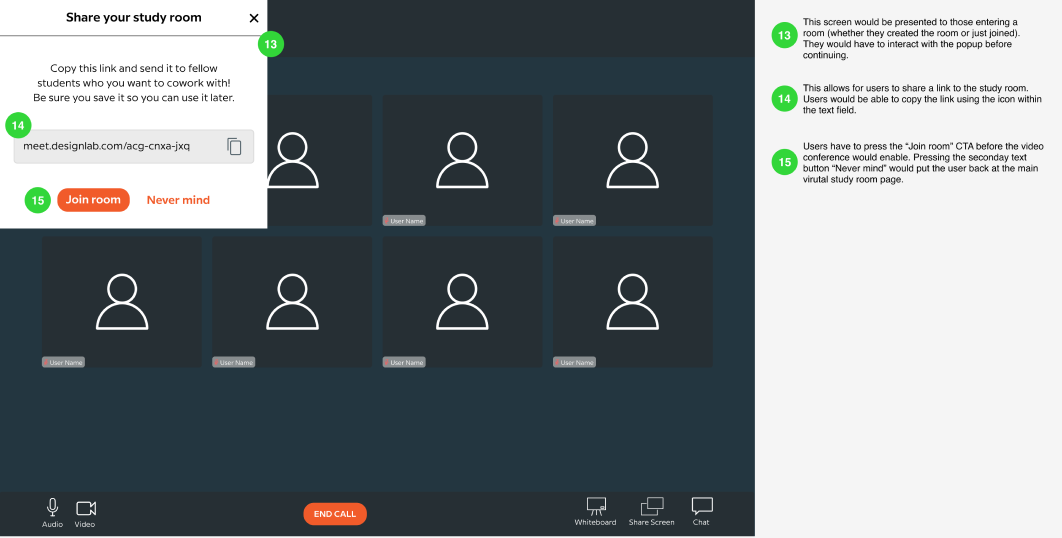 Share your study room
13
Copy this link and send it to fellow
students who you want to cowork with!
Be sure you save it so you can use it later.
14
meet.designlab.com/acg-cnxa-jxq
15
Join room
Never mind
User Name
User Name
User Name
User Name
User Name
User Name
Audio
Video
END CALL
Whiteboard
Share Screen
Chat
13
This screen would be presented to those entering a
room (whether they created the room or just joined).
They would have to interact with the popup before
continuing.
14
This allows for users to share a link to the study room.
Users would be able to copy the link using the icon within
the text field.
15
Users have to press the “Join room” CTA before the video
conference would enable. Pressing the seconday text
button “Never mind” would put the user back at the main
virutal study room page.